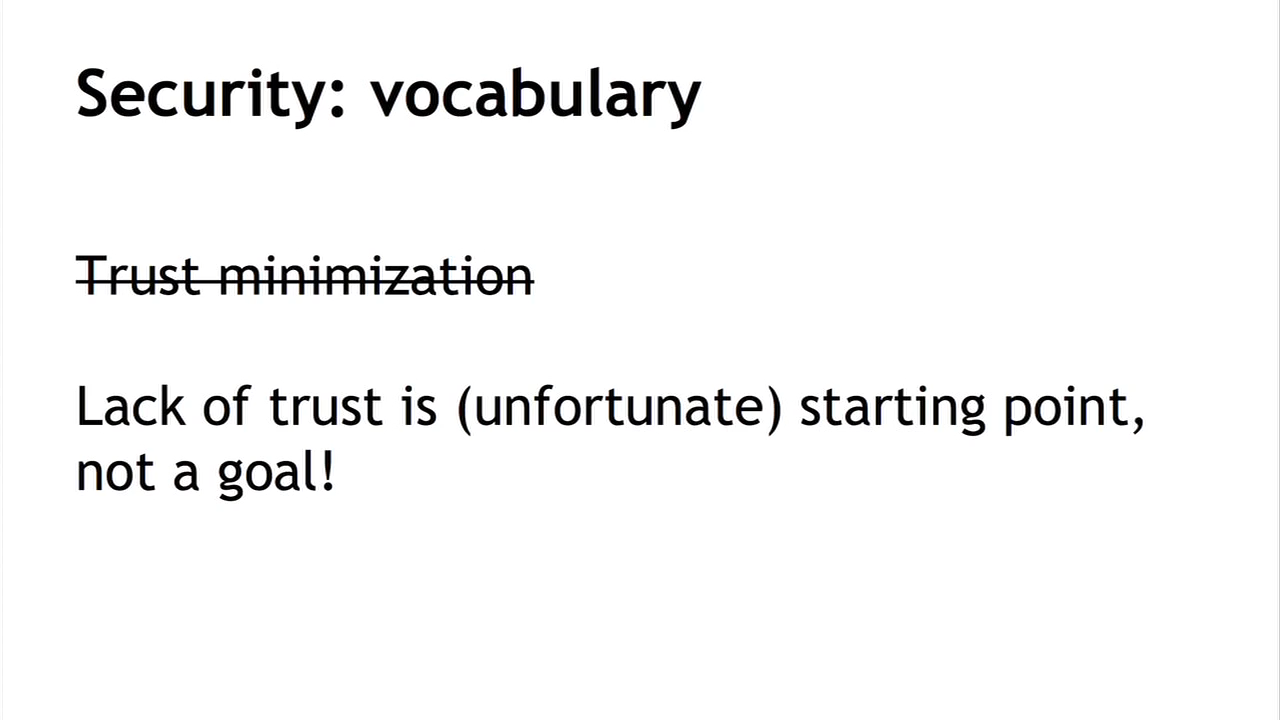 Security: vocabulary
Trust minimization
Lack of trust is (unfortunate) starting point,
not a goal!